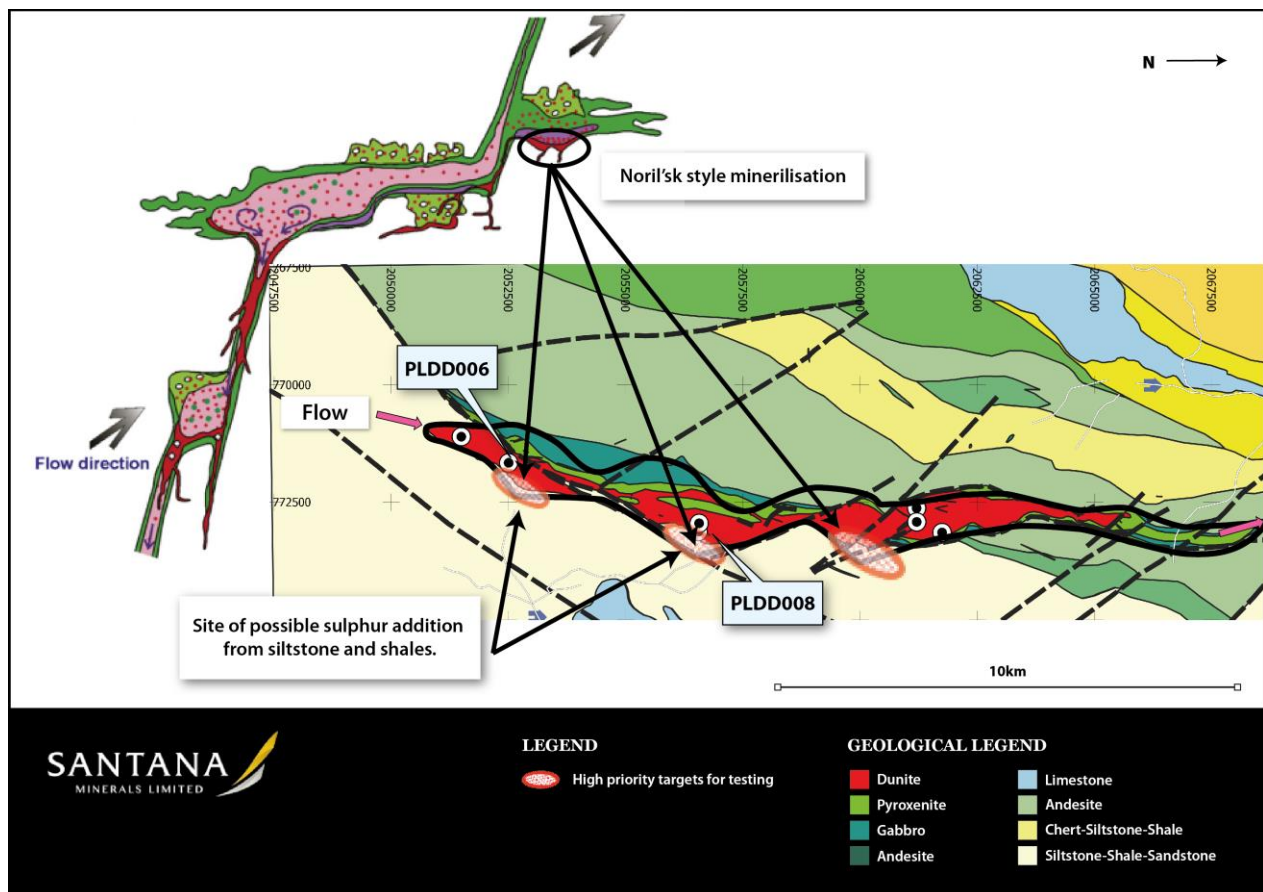 N
Noril'sk style minerilisation
767500
2047500
2050000
2052500
2055000
2057500
2060000
2062500
2065000
2067500
PLDD006
770000
Flow
Flow direction
772500
PLDD008
Site of possible sulphur addition
from siltstone and shales.
10km
SANTANA
MINERALS LIMITED
LEGEND
High priority targets for testing
GEOLOGICAL LEGEND
Dunite
Pyroxenite
Gabbro
Andesite
Limestone
Andesite
Chert-Siltstone-Shale
Siltstone-Shale-Sandstone